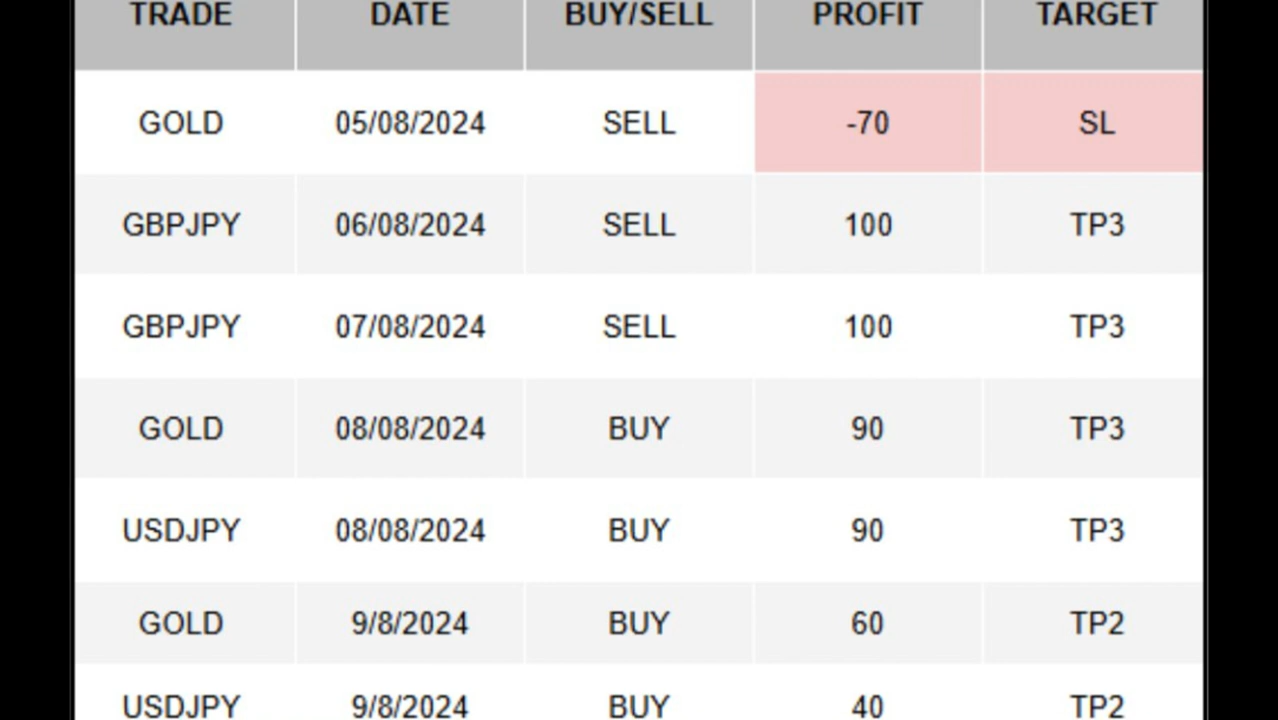 TRADE DATE BUY/SELL PROFIT TARGET
GOLD 05/08/2024 SELL -70 SL
GBPJPY 06/08/2024 SELL 100 TP3
GBPJPY 07/08/2024 SELL 100 TP3
GOLD 08/08/2024 BUY 90 TP3
USDJPY 08/08/2024 BUY 90 TP3
GOLD 9/8/2024 BUY 60 TP2
USDJPY 9/8/2024 BUY 40 TP2